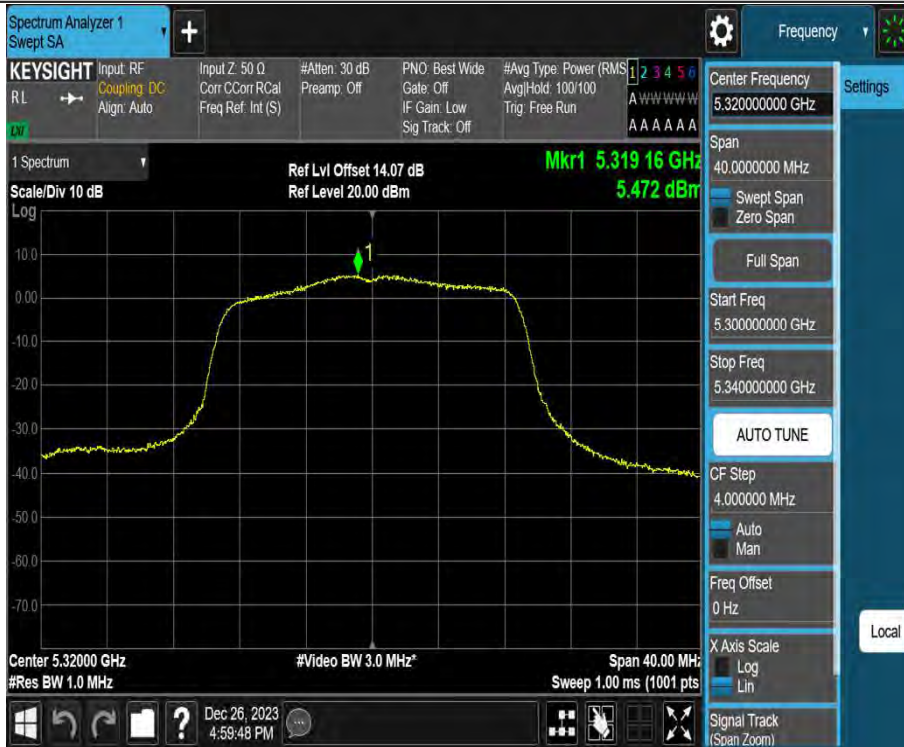 Spectrum Analyzer 1
Swept SA
+
Frequency
KEYSIGHT
RL
LXI
Input: RF
Coupling: DC
Align: Auto
Input Z: 50 Ω
Corr CCorr RCal
Freq Ref: Int (S)
#Atten: 30 dB
Preamp: Off
PNO: Best Wide
Gate: Off
IF Gain: Low
Sig Track: Off
#Avg Type: Power (RMS
Avg|Hold: 100/100
Trig: Free Run
1 2 3 4 5 6
A W W W W W
A A A A A A
1 Spectrum
Scale/Div 10 dB
Log
Ref Lvl Offset 14.07 dB
Ref Level 20.00 dBm
Mkr1 5.319 16 GHz
5.472 dBm
1
10.0
0.00
-10.0
-20.0
-30.0
-40.0
-50.0
-60.0
-70.0
Center 5.32000 GHz
#Res BW 1.0 MHz
#Video BW 3.0 MHz*
Span 40.00 MHz
Sweep 1.00 ms (1001 pts
Dec 26, 2023
4:59:48 PM
?
Center Frequency
5.320000000 GHz
Span
40.0000000 MHz
Swept Span
Zero Span
Full Span
Start Freq
5.300000000 GHz
Stop Freq
5.340000000 GHz
AUTO TUNE
CF Step
4.000000 MHz
Auto
Man
Freq Offset
0 Hz
X Axis Scale
Log
Lin
Signal Track
(Span Zoom)
Settings
Local